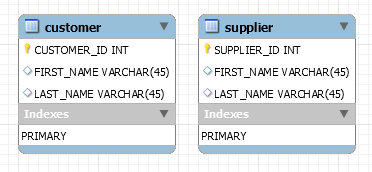 customer
CUSTOMER_ID INT
FIRST_NAME VARCHAR(45)
LAST_NAME VARCHAR(45)
Indexes
PRIMARY
supplier
SUPPLIER_ID INT
FIRST_NAME VARCHAR(45)
LAST_NAME VARCHAR(45)
Indexes
PRIMARY